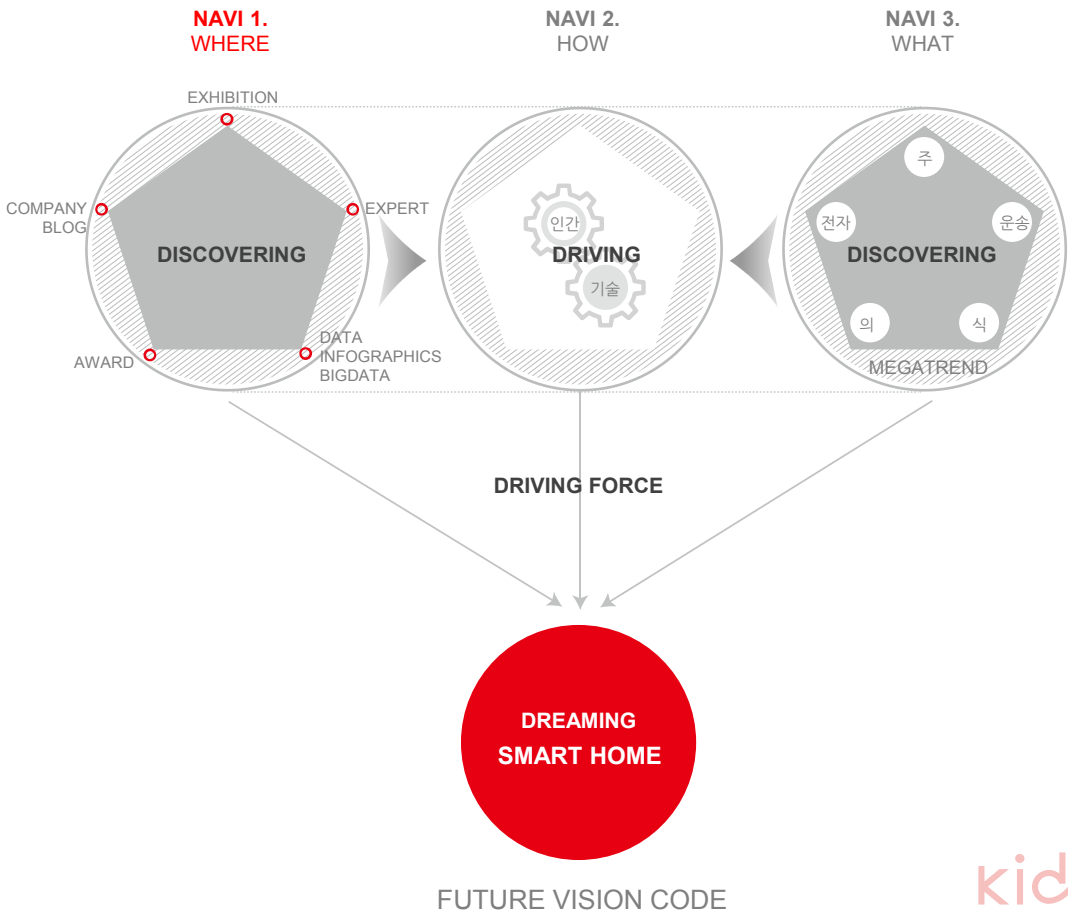 NAVI 1.
WHERE
NAVI 2.
HOW
NAVI 3.
WHAT
EXHIBITION
COMPANY
BLOG
EXPERT
DISCOVERING
AWARD
DATA
INFOGRAPHICS
BIGDATA
인간
DRIVING
기술
주
전자
운송
DISCOVERING
의
식
MEGATREND
DRIVING FORCE
DREAMING
SMART HOME
FUTURE VISION CODE
kid